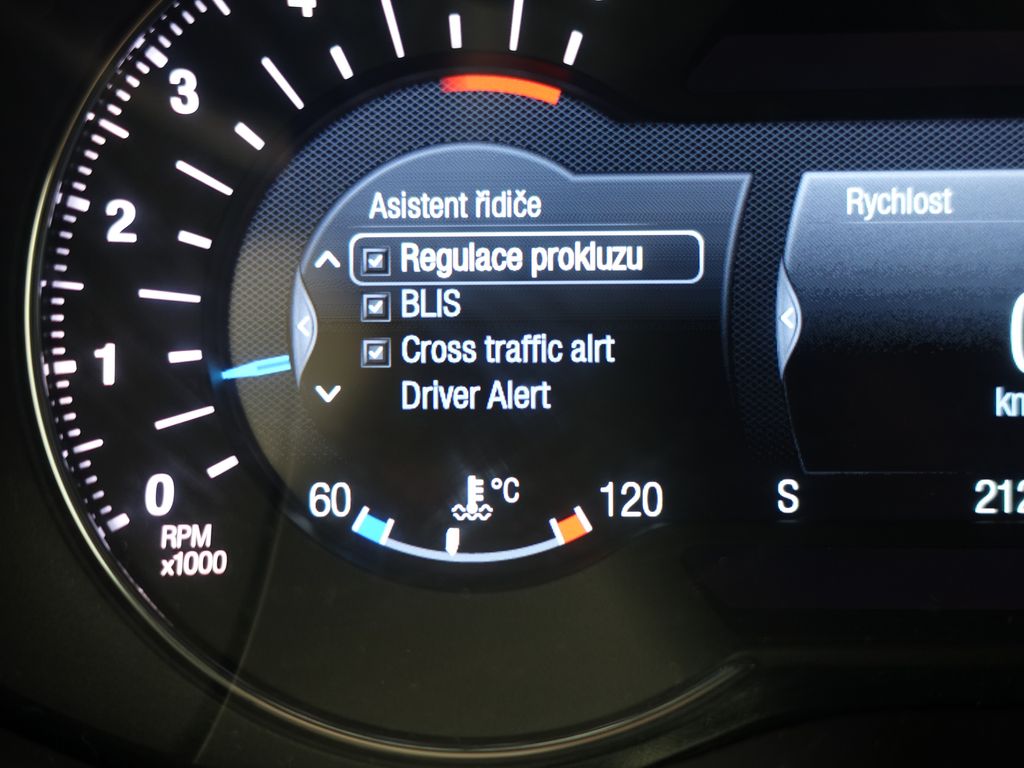 3
2
1
0
RPM
x1000
Asistent řidiče
Regulace prokluzu
BLIS
Cross traffic alrt
Driver Alert
60 °C 120
Rychlost
S 212